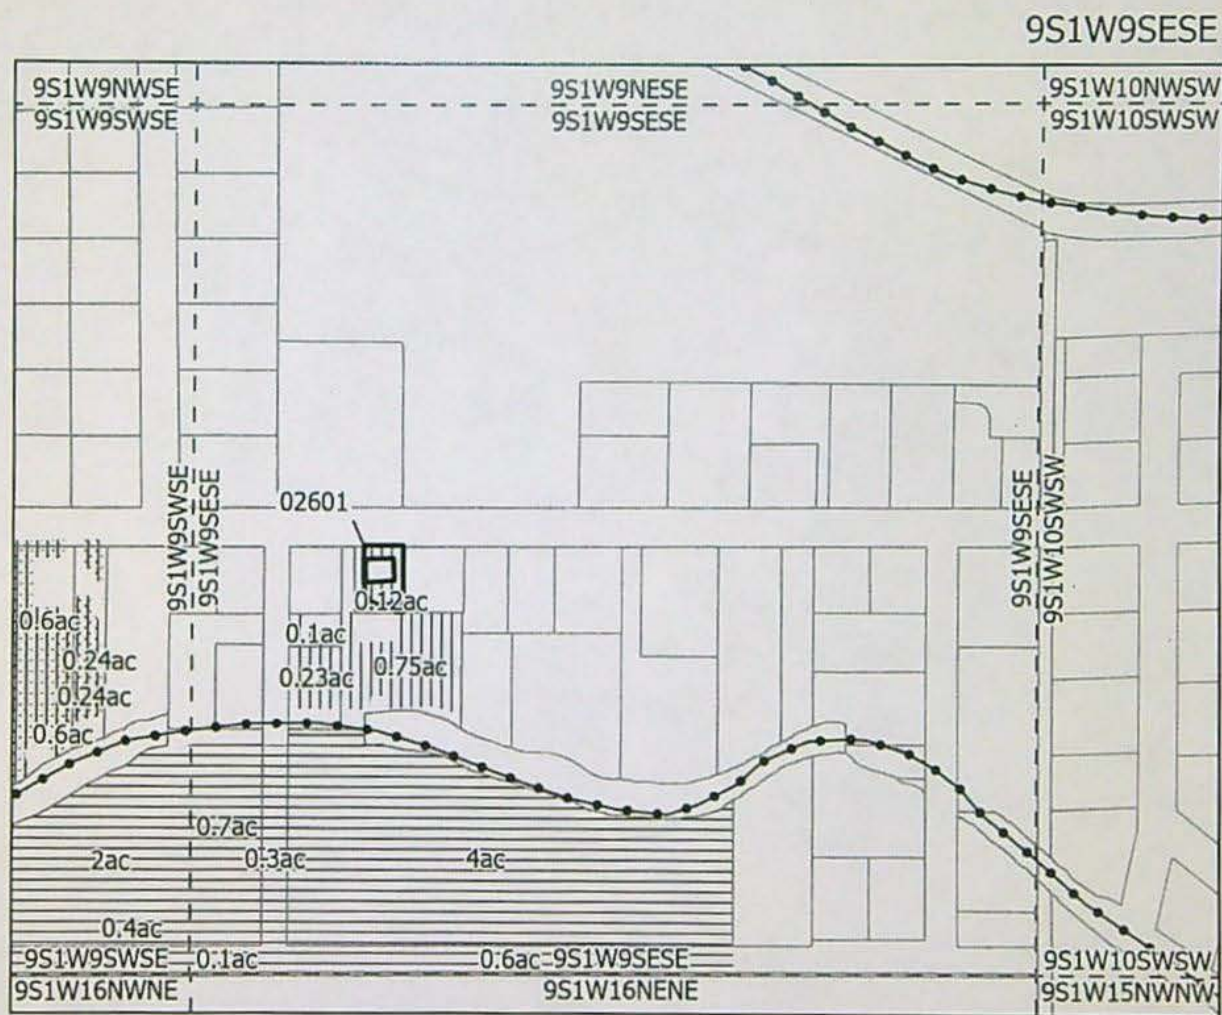 9S1W9SESE
9S1W9NWSE
9S1W9NESE
9S1W10NWSW
9S1W9SWSE
9S1W9SESE
9S1W10SWSW
9S1W9SWSE
9S1W9SESE
02601
9S1W9SESE
9S1W10SWSW
0.12ac
0.6ac
0.1ac
0.24ac
0.75ac
0.23ac
0.24ac
0.6ac
0.7ac
2ac
0.3ac
4ac
0.4ac
9S1W9SWSE
0.1ac
0.6ac
9S1W9SESE
9S1W10SWSW
9S1W16NWNE
9S1W16NENE
9S1W15NWNW